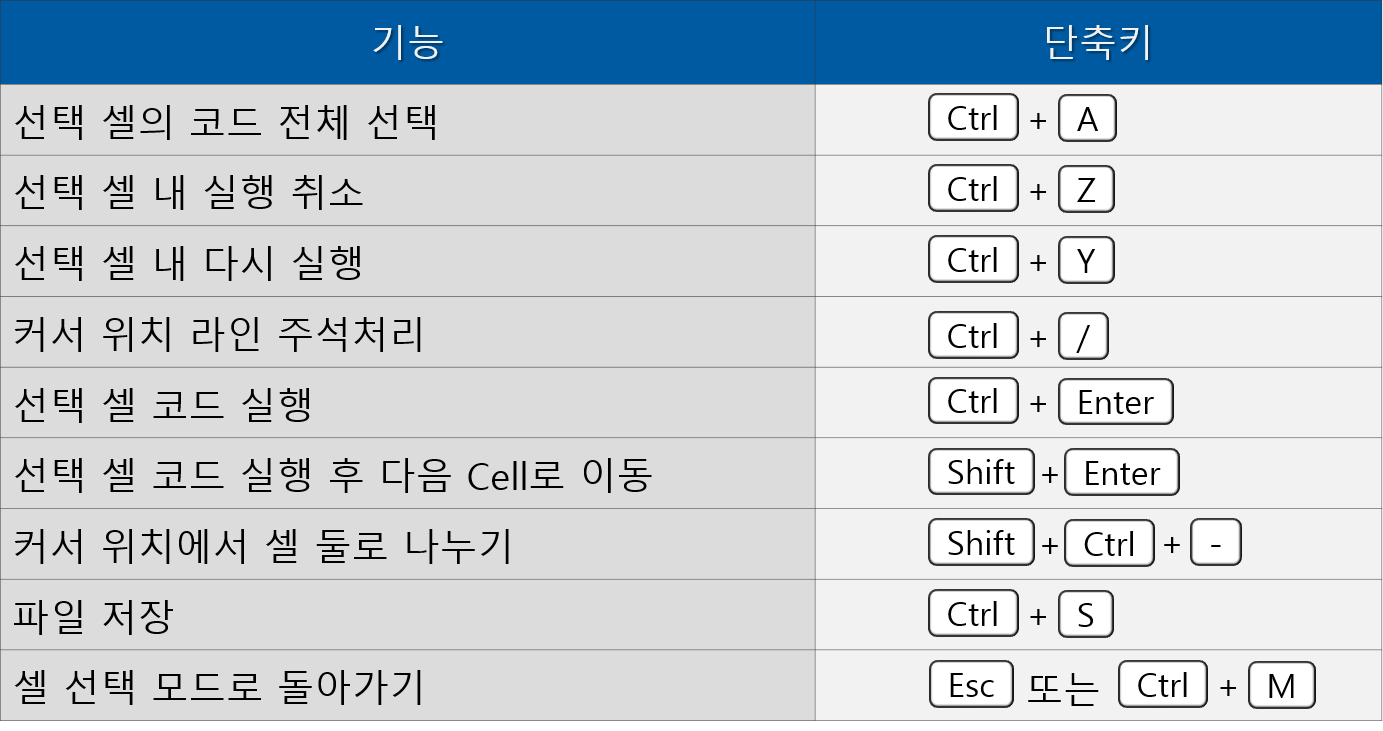 기능 단축키
선택 셀의 코드 전체 선택 Ctrl + A
선택 셀 내 실행 취소 Ctrl + Z
선택 셀 내 다시 실행 Ctrl + Y
커서 위치 라인 주석처리 Ctrl + /
선택 셀 코드 실행 Ctrl + Enter
선택 셀 코드 실행 후 다음 Cell로 이동 Shift + Enter
커서 위치에서 셀 둘로 나누기 Shift + Ctrl + -
파일 저장 Ctrl + S
셀 선택 모드로 돌아가기 Esc 또는 Ctrl + M